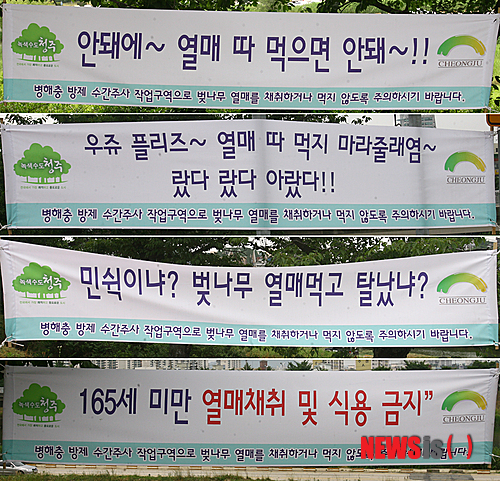 녹색수도 청주
안돼에~ 열매 따 먹으면 안돼~!!
CHEONGJU
병해충 방제 수간주사 작업구역으로 벚나무 열매를 채취하거나 먹지 않도록 주의하시기 바랍니다.
녹색수도 청주
우쥬 플리즈~ 열매 따 먹지 마라줄래염~
랐다 랐다 아랐다!!
CHEONGJU
병해충 방제 수간주사 작업구역으로 벚나무 열매를 채취하거나 먹지 않도록 주의하시기 바랍니다.
녹색수도 청주
민쉭이냐? 벚나무 열매먹고 탈났냐?
CHEONGJU
병해충 방제 수간주사 작업구역으로 벚나무 열매를 채취하거나 먹지 않도록 주의하시기 바랍니다.
녹색수도 청주
165세 미만 열매채취 및 식용 금지”
CHEONGJU
병해충 방제 수간주사 작업구역으로 벚나무 열매를 채취하거나 먹지 않도록 주의하시기 바랍니다.
NEWSis( )